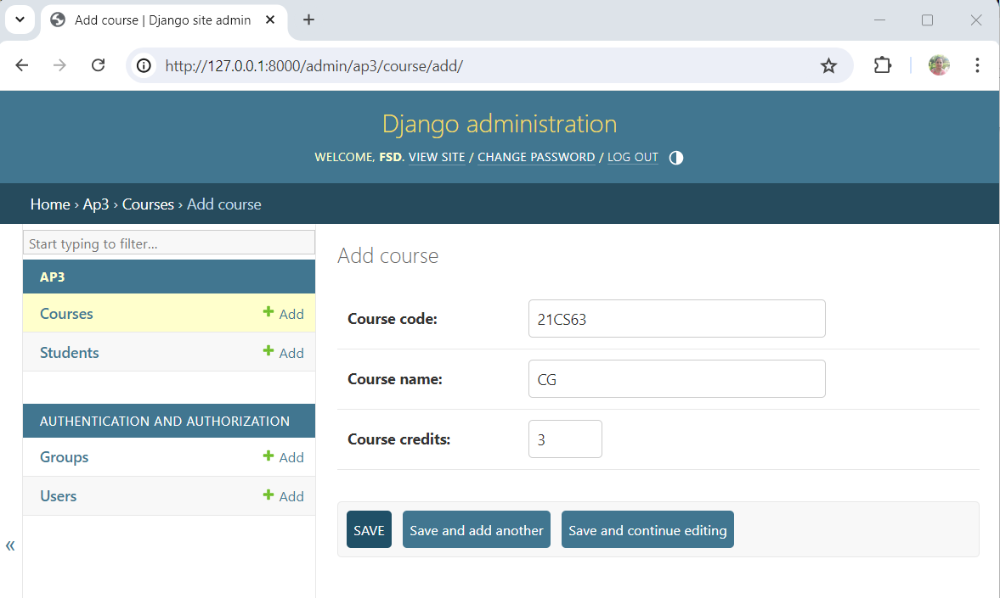 Add course | Django site admin
http://127.0.0.1:8000/admin/ap3/course/add/
Django administration
WELCOME, FSD. VIEW SITE / CHANGE PASSWORD / LOG OUT
Home › Ap3 › Courses › Add course
Start typing to filter...
AP3
Courses + Add
Students + Add
AUTHENTICATION AND AUTHORIZATION
Groups + Add
Users + Add
«
Add course
Course code: 21CS63
Course name: CG
Course credits: 3
SAVE Save and add another Save and continue editing